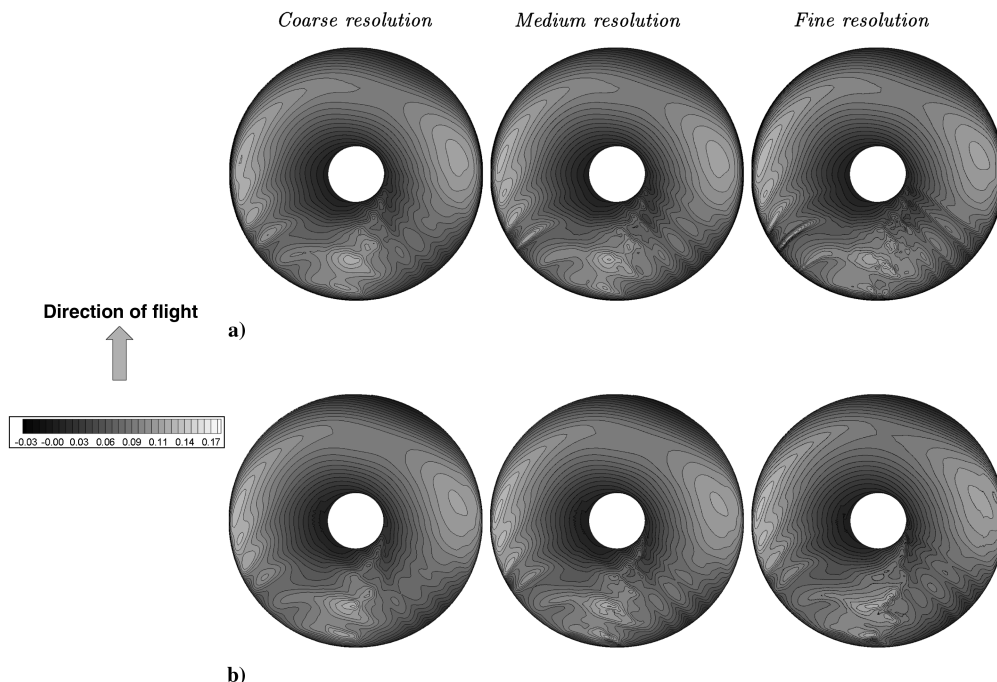 Coarse resolution
Medium resolution
Fine resolution
a)
Direction of flight
-0.03 -0.00 0.03 0.06 0.09 0.11 0.14 0.17
b)